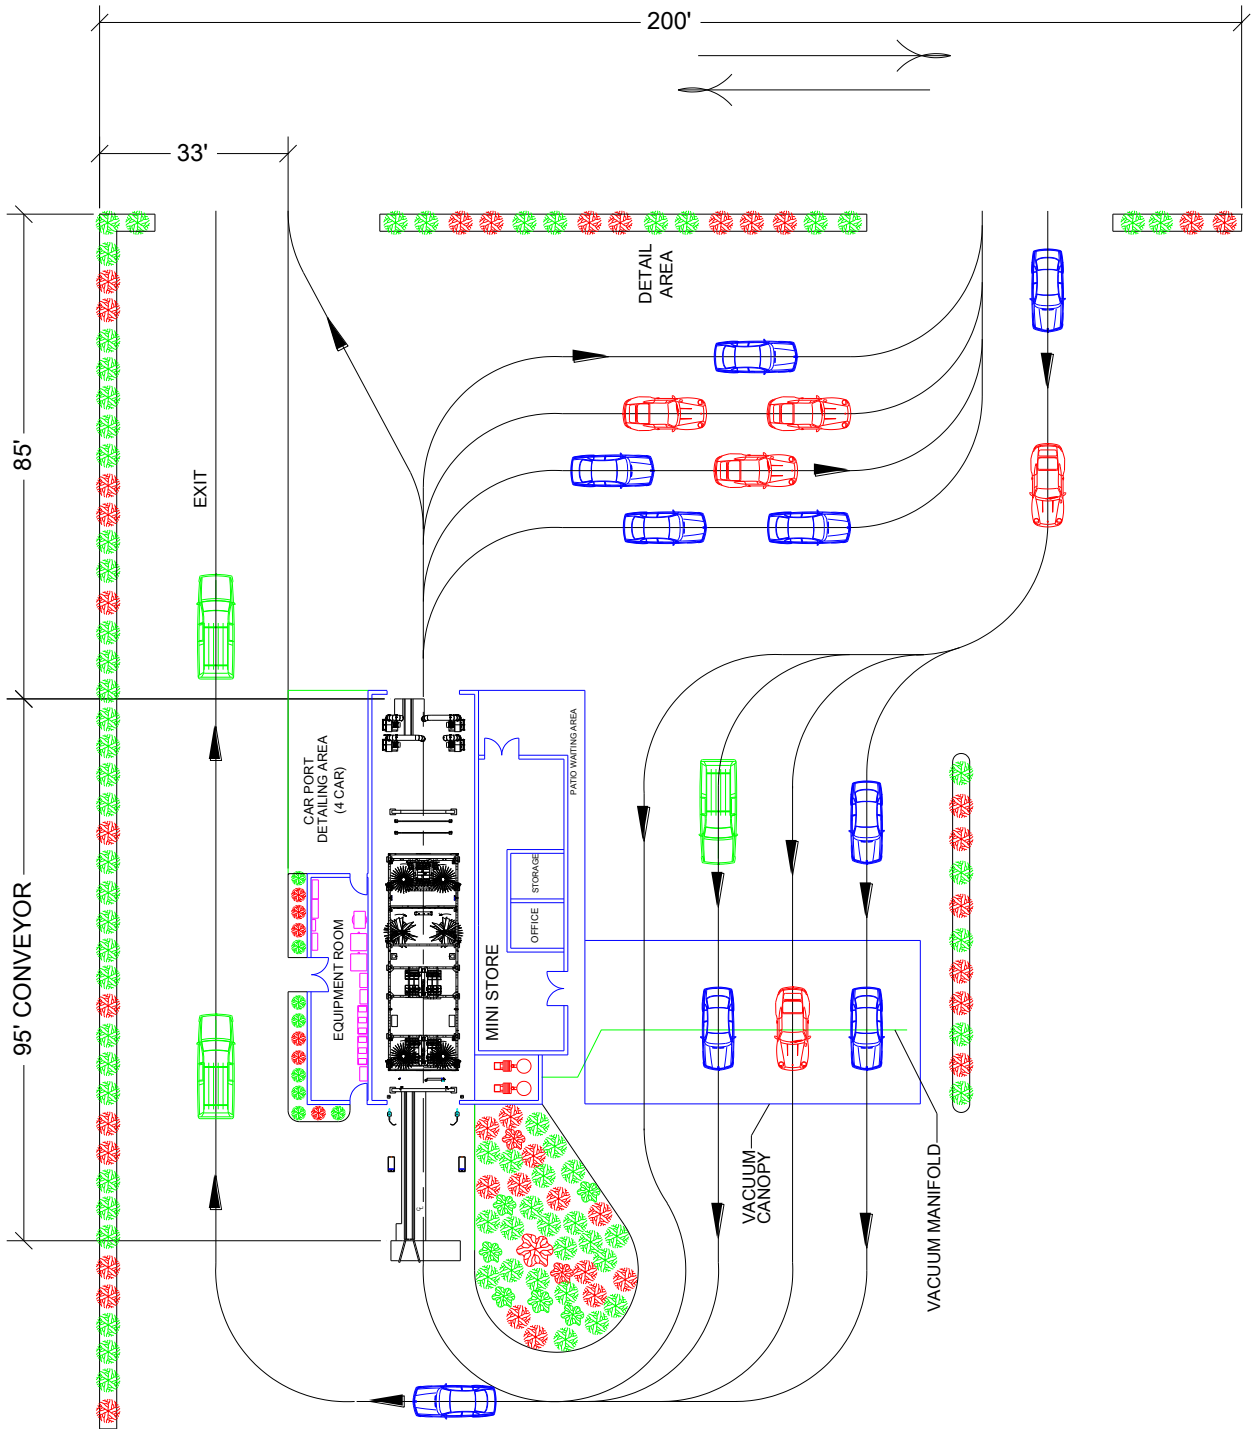 200'
33'
DETAIL
AREA
85'
EXIT
CAR PORT
DETAILING AREA
(4 CAR)
PATIO WAITING AREA
STORAGE
OFFICE
95' CONVEYOR
EQUIPMENT ROOM
MINI STORE
VACUUM
CANOPY
VACUUM MANIFOLD